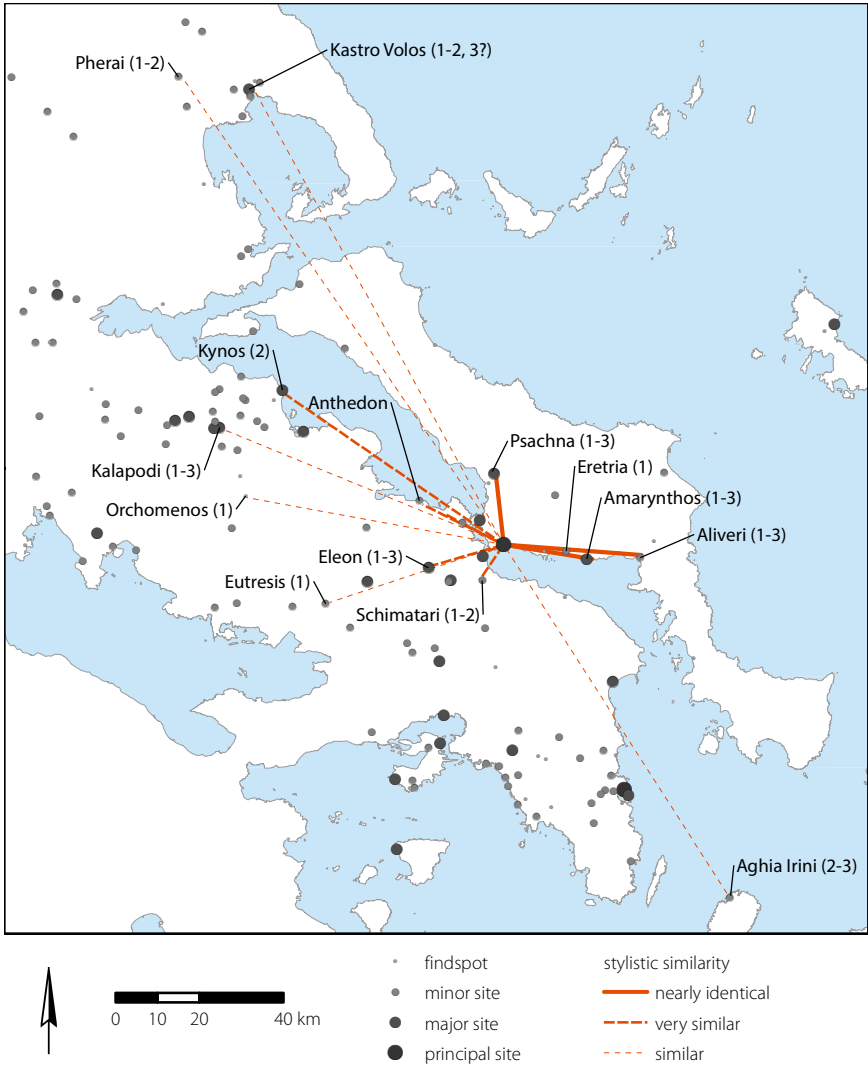 Kastro Volos (1-2, 3?)
Pherai (1-2)
Kynos (2)
Anthedon
Psachna (1-3)
Eretria (1)
Kalapodi (1-3)
Amarynthos (1-3)
Orchomenos (1)
Aliveri (1-3)
Eleon (1-3)
Eutresis (1)
Schimatari (1-2)
Aghia Irini (2-3)
findspot
stylistic similarity
minor site
nearly identical
major site
very similar
0 10 20 40 km
principal site
similar